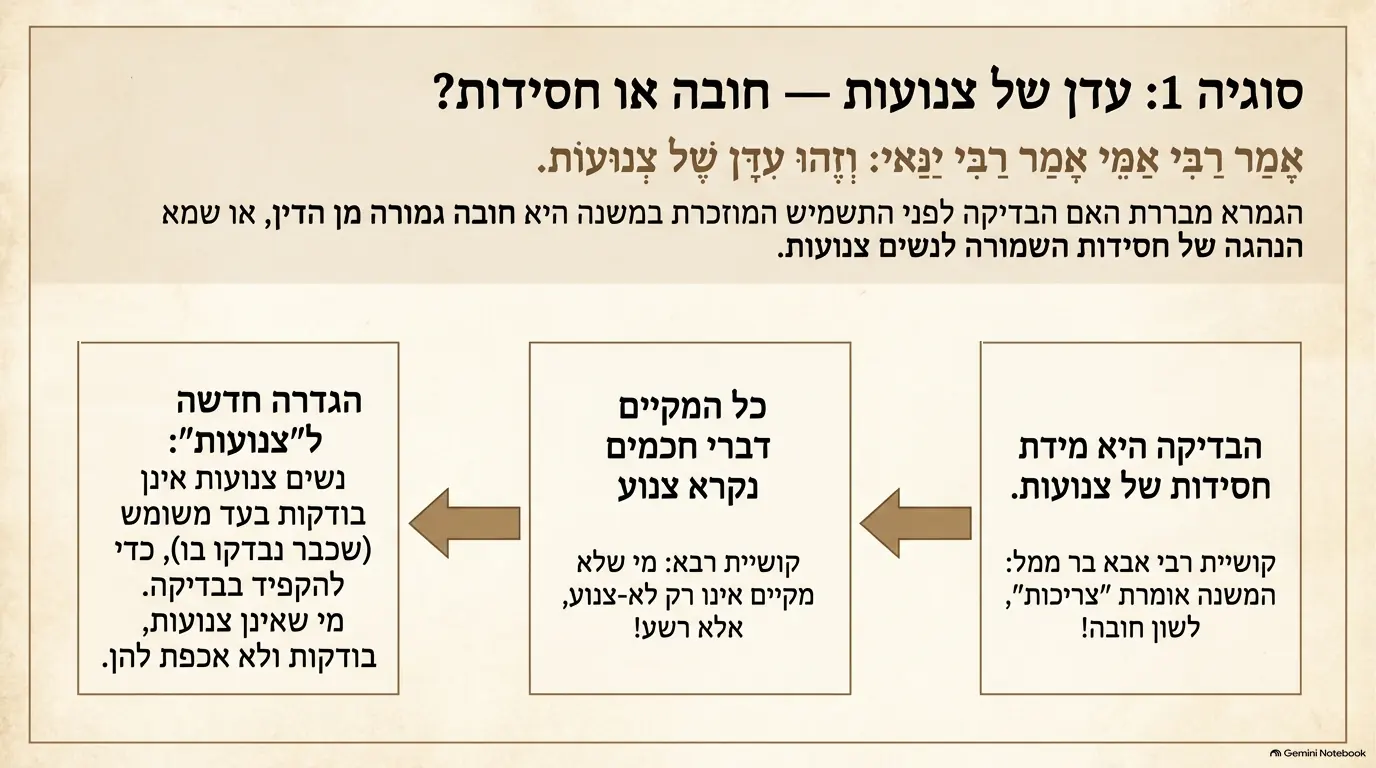 סוגיה 1: עדן של צנועות — חובה או חסידות?
אָמַר רַבִּי אַמֵּי אָמַר רַבִּי יַנַּאי: וְזֶהוּ עִדָּן שֶׁל צְנוּעוֹת.
הגמרא מבררת האם הבדיקה לפני התשמיש המוזכרת במשנה היא חובה גמורה מן הדין, או שמא
הנהגה של חסידות השמורה לנשים צנועות.
הבדיקה היא מידת
חסידות של צנועות.
קושיית רבי אבא בר ממל:
המשנה אומרת "צריכות",
לשון חובה!
כל המקיים
דברי חכמים
נקרא צנוע
קושיית רבא: מי שלא
מקיים אינו רק לא-צנוע,
אלא רשע!
הגדרה חדשה
ל"צנועות":
נשים צנועות אינן
בודקות בעד משומש
(שכבר נבדקו בו), כדי
להקפיד בבדיקה.
מי שאינן צנועות,
בודקות ולא אכפת להן.
Gemini Notebook